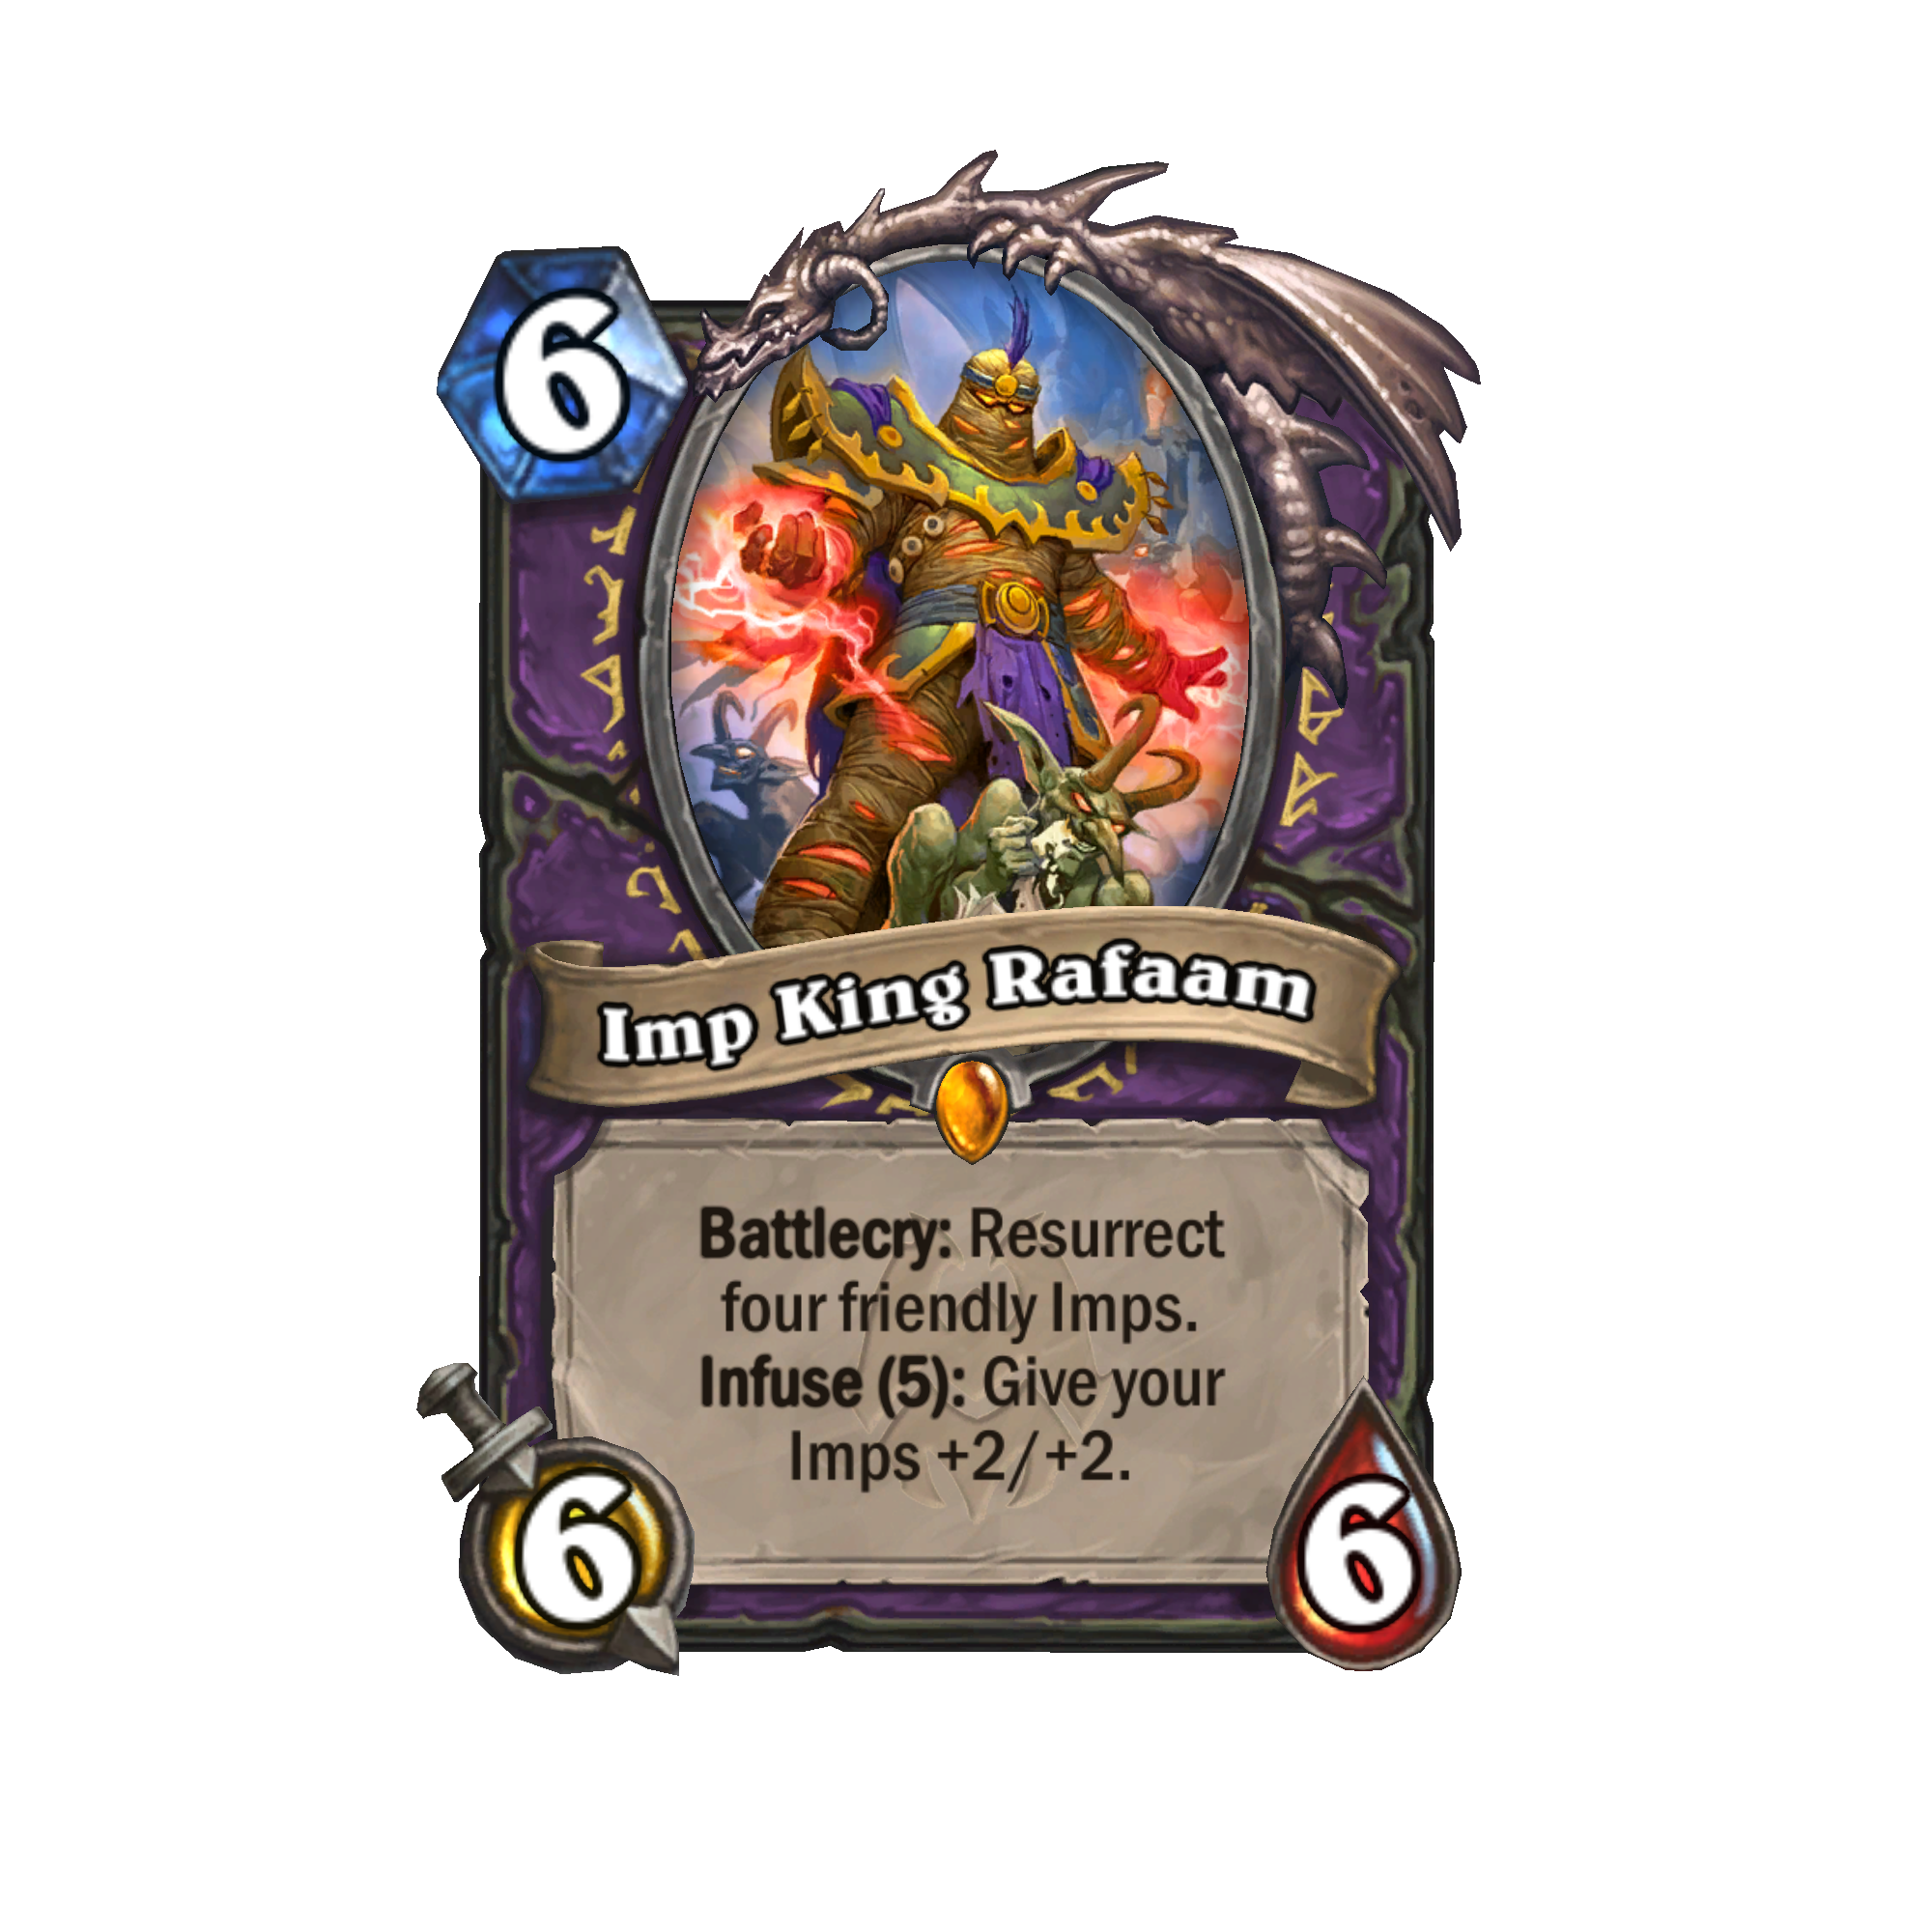 6
Imp King Rafaam
Battlecry: Resurrect
four friendly Imps.
Infuse (5): Give your
Imps +2/+2.
6
6